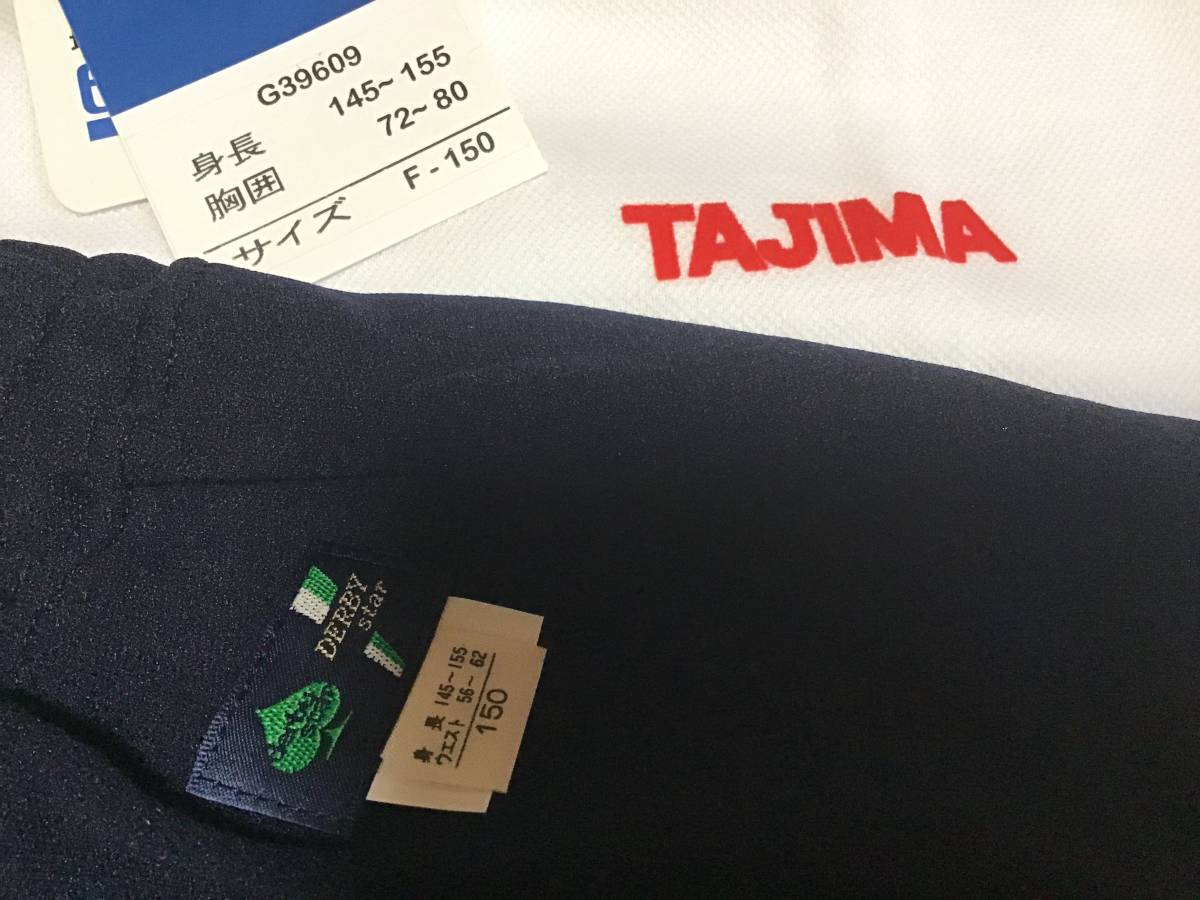 G39609
身長 145~155
胸囲 72~80
サイズ F-150
TAJIMA
DERBY
star
身 長 145~155
ウエスト 56~ 62
150